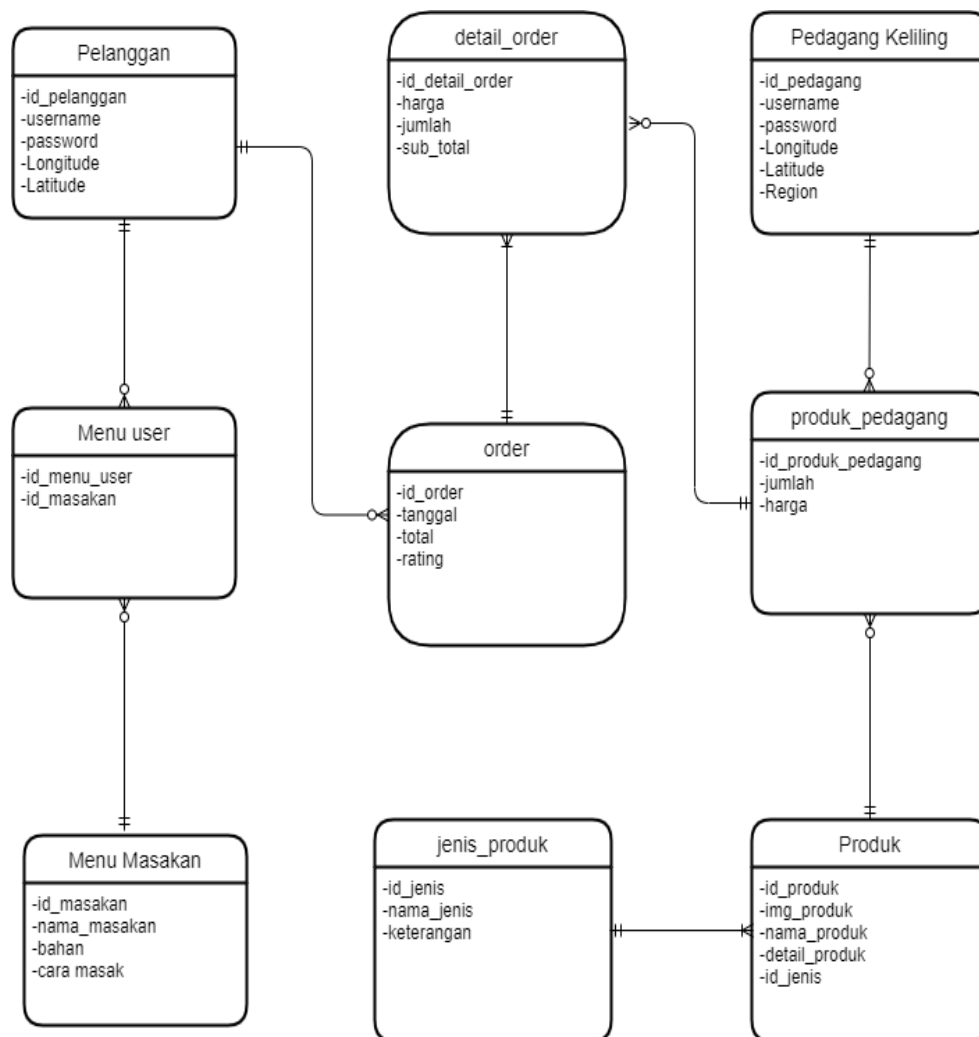 Pelanggan
-id_pelanggan
-username
-password
-Longitude
-Latitude
detail_order
-id_detail_order
-harga
-jumlah
-sub_total
Pedagang Keliling
-id_pedagang
-username
-password
-Longitude
-Latitude
-Region
Menu user
-id_menu_user
-id_masakan
order
-id_order
-tanggal
-total
-rating
produk_pedagang
-id_produk_pedagang
-jumlah
-harga
Menu Masakan
-id_masakan
-nama_masakan
-bahan
-cara masak
jenis_produk
-id_jenis
-nama_jenis
-keterangan
Produk
-id_produk
-img_produk
-nama_produk
-detail_produk
-id_jenis